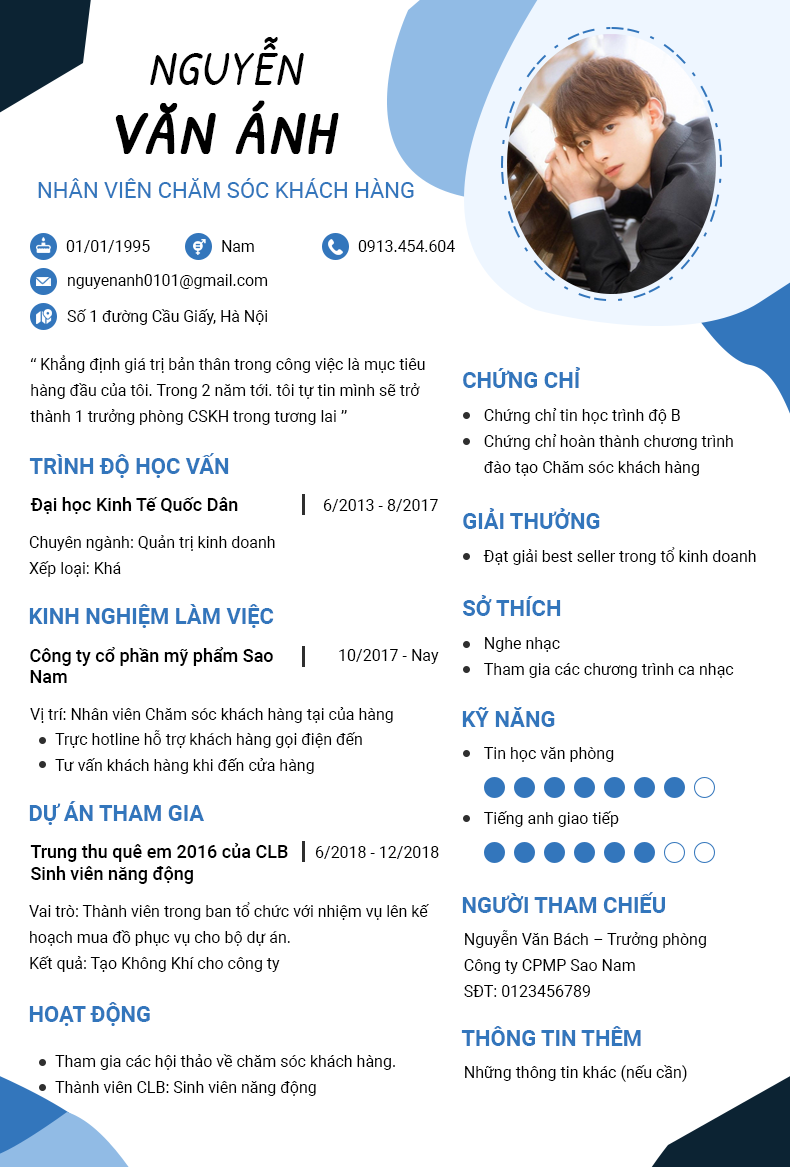 NGUYỄN
VĂN ÁNH
NHÂN VIÊN CHĂM SÓC KHÁCH HÀNG
01/01/1995 Nam 0913.454.604
nguyenanh0101@gmail.com
Số 1 đường Cầu Giấy, Hà Nội
“ Khẳng định giá trị bản thân trong công việc là mục tiêu
hàng đầu của tôi. Trong 2 năm tới. tôi tự tin mình sẽ trở
thành 1 trưởng phòng CSKH trong tương lai ”
TRÌNH ĐỘ HỌC VẤN
Đại học Kinh Tế Quốc Dân 6/2013 - 8/2017
Chuyên ngành: Quản trị kinh doanh
Xếp loại: Khá
KINH NGHIỆM LÀM VIỆC
Công ty cổ phần mỹ phẩm Sao 10/2017 - Nay
Nam
Vị trí: Nhân viên Chăm sóc khách hàng tại của hàng
• Trực hotline hỗ trợ khách hàng gọi điện đến
• Tư vấn khách hàng khi đến cửa hàng
DỰ ÁN THAM GIA
Trung thu quê em 2016 của CLB 6/2018 - 12/2018
Sinh viên năng động
Vai trò: Thành viên trong ban tổ chức với nhiệm vụ lên kế
hoạch mua đồ phục vụ cho bộ dự án.
Kết quả: Tạo Không Khí cho công ty
HOẠT ĐỘNG
• Tham gia các hội thảo về chăm sóc khách hàng.
• Thành viên CLB: Sinh viên năng động
CHỨNG CHỈ
• Chứng chỉ tin học trình độ B
• Chứng chỉ hoàn thành chương trình
đào tạo Chăm sóc khách hàng
GIẢI THƯỞNG
• Đạt giải best seller trong tổ kinh doanh
SỞ THÍCH
• Nghe nhạc
• Tham gia các chương trình ca nhạc
KỸ NĂNG
• Tin học văn phòng
• Tiếng anh giao tiếp
NGƯỜI THAM CHIẾU
Nguyễn Văn Bách – Trưởng phòng
Công ty CPMP Sao Nam
SĐT: 0123456789
THÔNG TIN THÊM
Những thông tin khác (nếu cần)